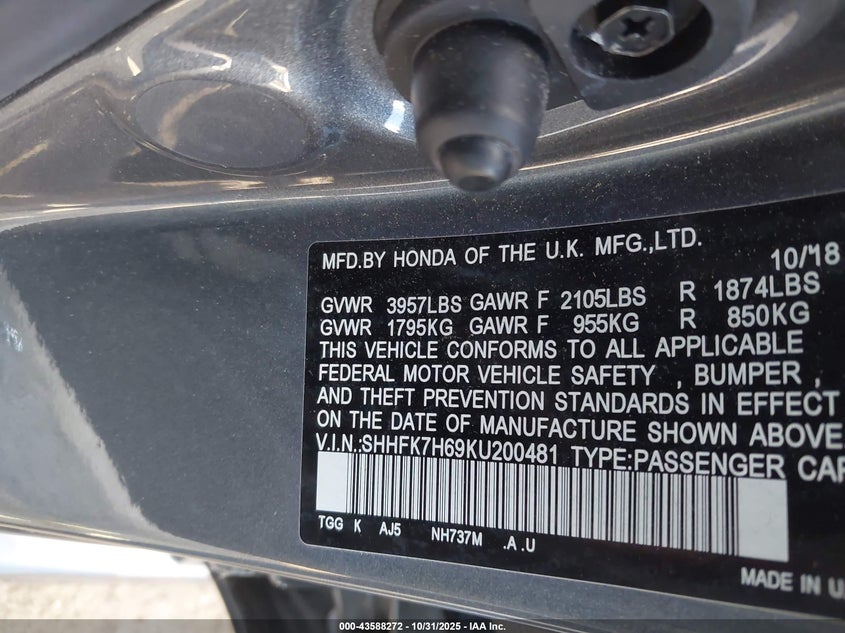 MFD.BY HONDA OF THE U.K. MFG.,LTD. 10/18
GVWR 3957LBS GAWR F 2105LBS R 1874LBS
GVWR 1795KG GAWR F 955KG R 850KG
THIS VEHICLE CONFORMS TO ALL APPLICABLE
FEDERAL MOTOR VEHICLE SAFETY , BUMPER ,
AND THEFT PREVENTION STANDARDS IN EFFECT
ON THE DATE OF MANUFACTURE SHOWN ABOVE
V.I.N.:SHHFK7H69KU200481 TYPE:PASSENGER CAR
TGG K AJ5 NH737M .A .U
MADE IN U.
000-43588272 - 10/31/2025 - IAA Inc.